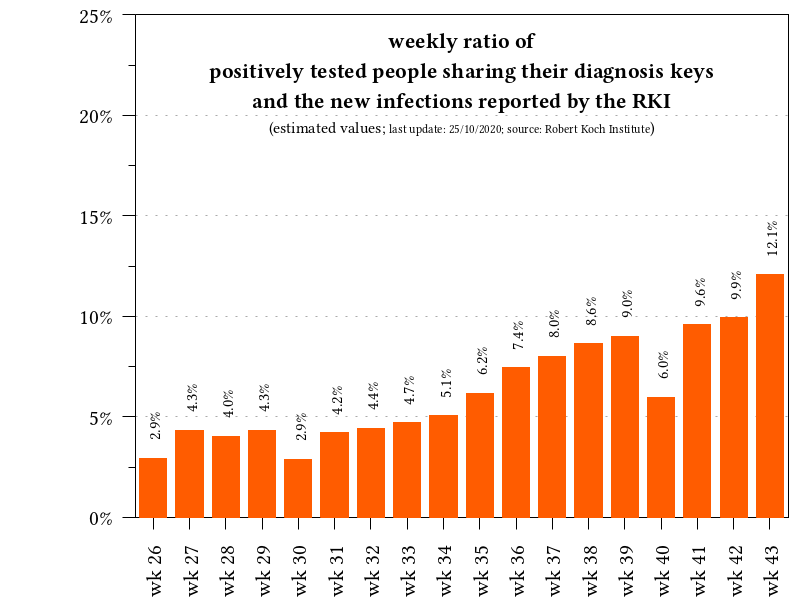 weekly ratio of
positively tested people sharing their diagnosis keys
and the new infections reported by the RKI
(estimated values; last update: 25/10/2020; source: Robert Koch Institute)
25%
20%
15%
10%
5%
0%
2.9%
4.3%
4.0%
4.3%
2.9%
4.2%
4.4%
4.7%
5.1%
6.2%
7.4%
8.0%
8.6%
9.0%
6.0%
9.6%
9.9%
12.1%
wk 26
wk 27
wk 28
wk 29
wk 30
wk 31
wk 32
wk 33
wk 34
wk 35
wk 36
wk 37
wk 38
wk 39
wk 40
wk 41
wk 42
wk 43